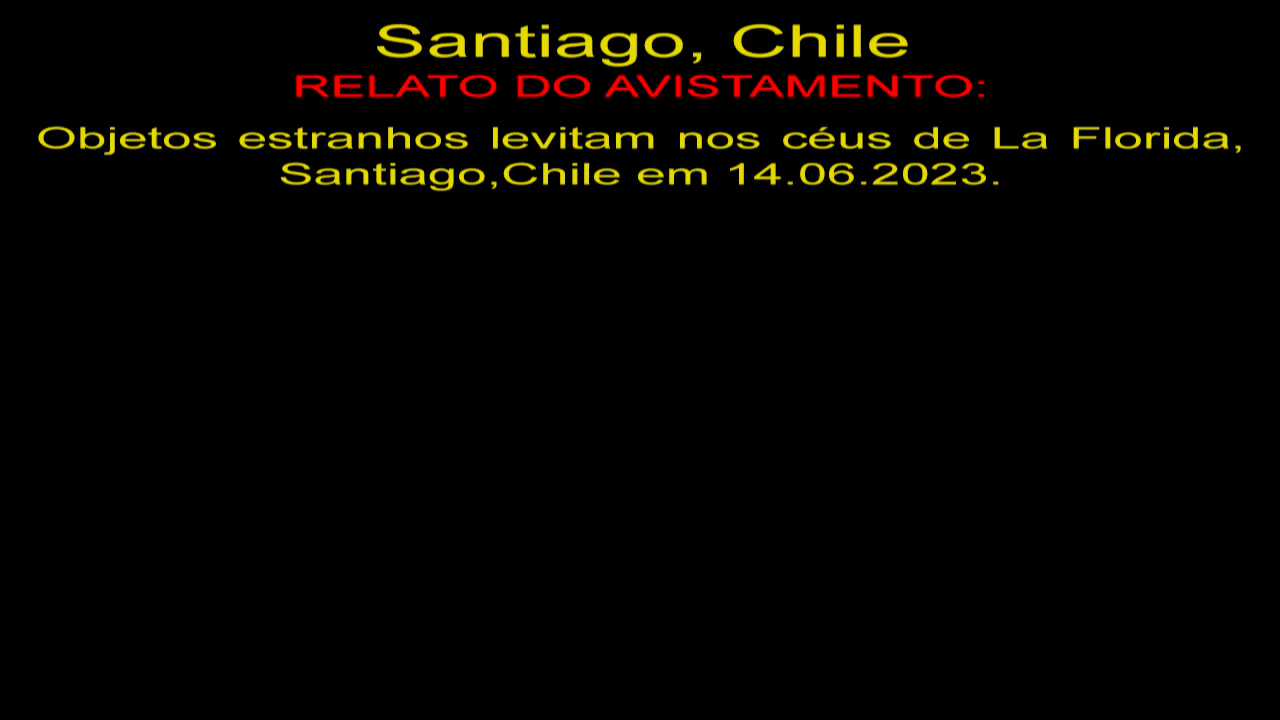 Santiago, Chile
RELATO DO AVISTAMENTO:
Objetos estranhos levitam nos céus de La Florida,
Santiago,Chile em 14.06.2023.